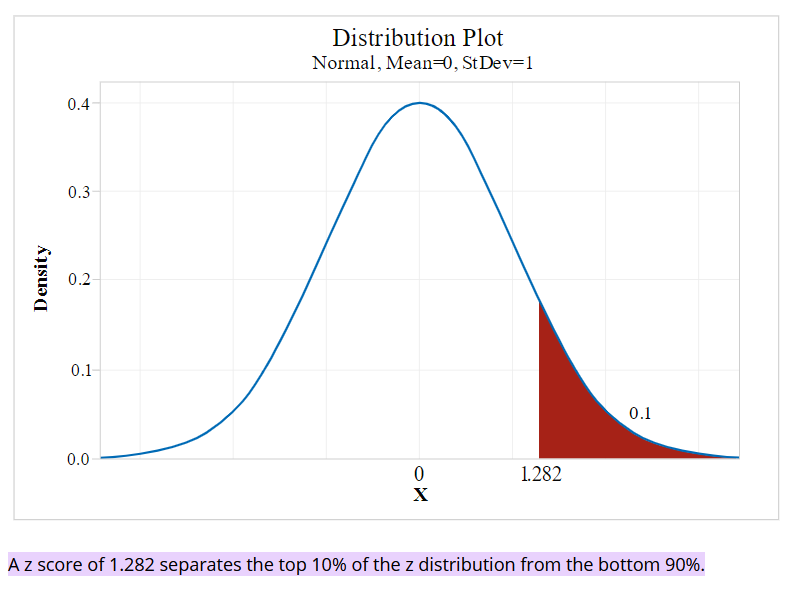 Distribution Plot
Normal, Mean=0, StDev=1
0.4
0.3
0.2
0.1
0.0
Density
0.1
0
1.282
X
A z score of 1.282 separates the top 10% of the z distribution from the bottom 90%.